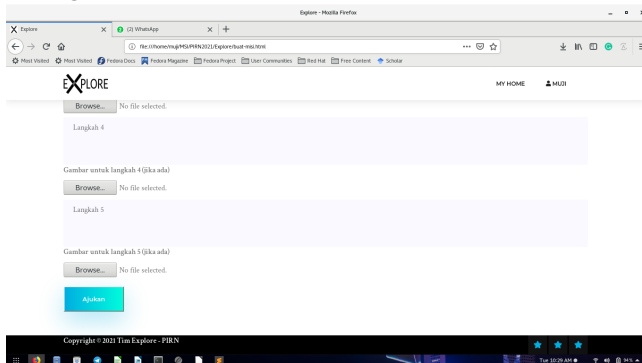 Explore - Mozilla Firefox
Explore
(2) WhatsApp
file:///home/muji/MSI/PIRN2021/Explore/buat-misi.html
Most Visited
Most Visited
Fedora Docs
Fedora Magazine
Fedora Project
User Communities
Red Hat
Free Content
Scholar
EXPLORE
MY HOME
MUJI
Browse... No file selected.
Langkah 4
Gambar untuk langkah 4 (jika ada)
Browse... No file selected.
Langkah 5
Gambar untuk langkah 5 (jika ada)
Browse... No file selected.
Ajukan
Copyright © 2021 Tim Explore - PIRN
Tue 10:29 AM
94%